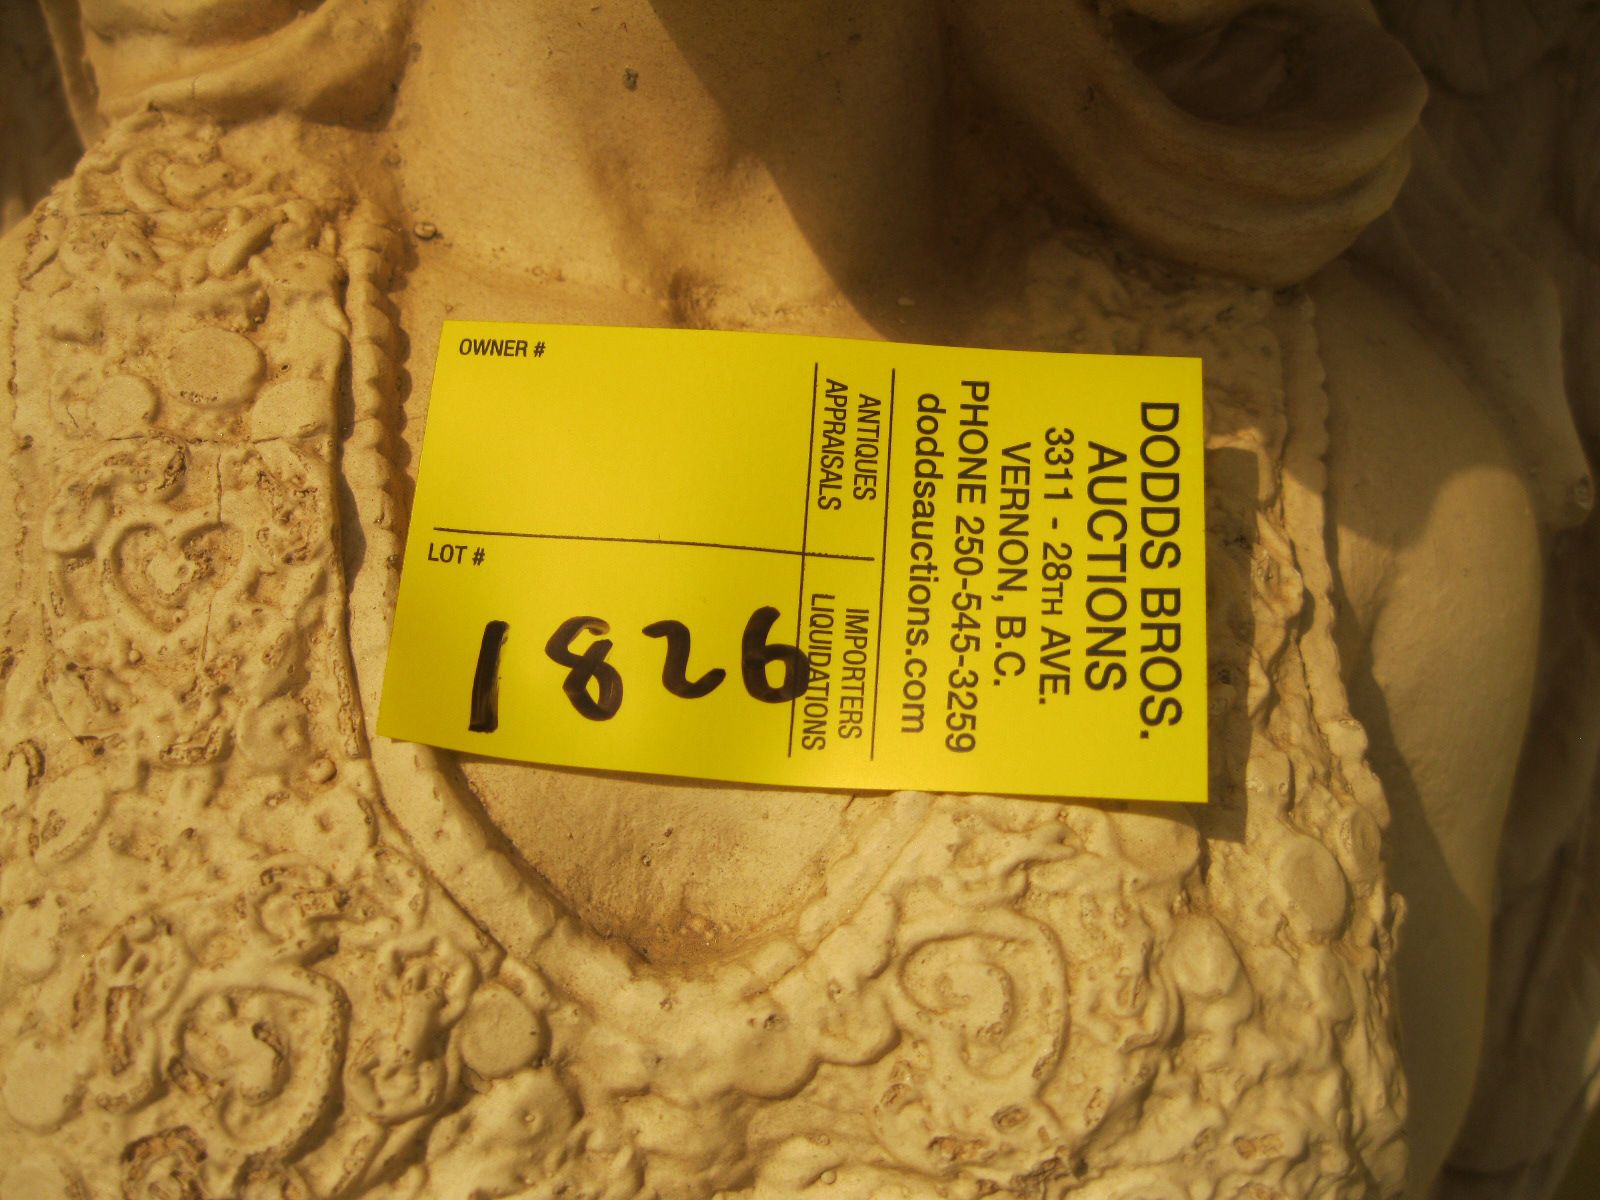 DODDS BROS.
AUCTIONS
3311 - 28TH AVE.
VERNON, B.C.
PHONE 250-545-3259
doddsauctions.com
ANTIQUES
APPRAISALS
IMPORTERS
LIQUIDATIONS
OWNER #
LOT #
1826